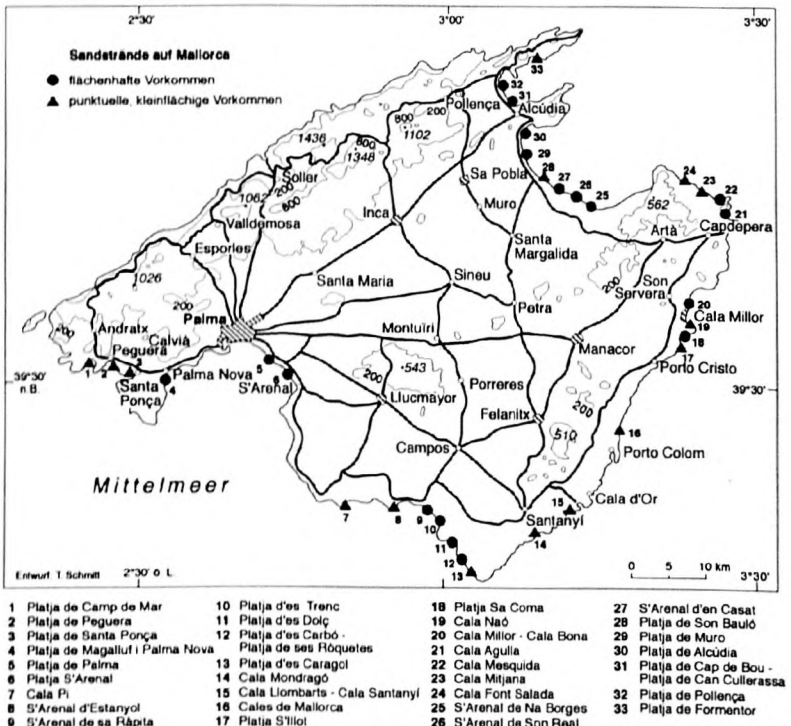 2°30'
3°00'
3°30'
Sandstrände auf Mallorca
flächenhafte Vorkommen
punktuelle, kleinflächige Vorkommen
33
32
Pollença
31
Alcúdia
200
800
1102
1436
800
1348
30
29
Sóller
200
800
Sa Pobla
28
27
26
25
24
23
22
21
562
1062
Muro
Valldemosa
Inca
Capdepera
Artà
Esporles
Santa
Margalida
Santa Maria
Sineu
Son
Servera
1026
200
200
Petra
20
Cala Millor
19
18
17
Palma
200
Andratx
Calvià
Montuïri
Manacor
Peguera
Porto Cristo
39°30'
n.B.
1
2
3
Santa
Ponça
4
Palma Nova
5
6
S'Arenal
543
200
Porreres
39°30'
Llucmayor
Felanitx
200
510
16
Campos
Porto Colom
Mittelmeer
7
8
9
10
11
12
13
14
15
Cala d'Or
Santanyí
0 5 10 km
Entwurf: T. Schmitt
2°30' ö. L.
3°00'
3°30'
1 Platja de Camp de Mar
2 Platja de Peguera
3 Platja de Santa Ponça
4 Platja de Magalluf i Palma Nova
5 Platja de Palma
6 Platja S'Arenal
7 Cala Pi
8 S'Arenal d'Estanyol
9 S'Arenal de sa Ràpita
10 Platja d'es Trenc
11 Platja d'es Dolç
12 Platja d'es Carbó -
Platja de ses Ròquetes
13 Platja d'es Caragol
14 Cala Mondragó
15 Cala Llombarts - Cala Santanyí
16 Cales de Mallorca
17 Platja S'Illot
18 Platja Sa Coma
19 Cala Naó
20 Cala Millor - Cala Bona
21 Cala Agulla
22 Cala Mesquida
23 Cala Mitjana
24 Cala Font Salada
25 S'Arenal de Na Borges
26 S'Arenal de Son Real
27 S'Arenal d'en Casat
28 Platja de Son Bauló
29 Platja de Muro
30 Platja de Alcúdia
31 Platja de Cap de Bou -
Platja de Can Cullerassa
32 Platja de Pollença
33 Platja de Formentor